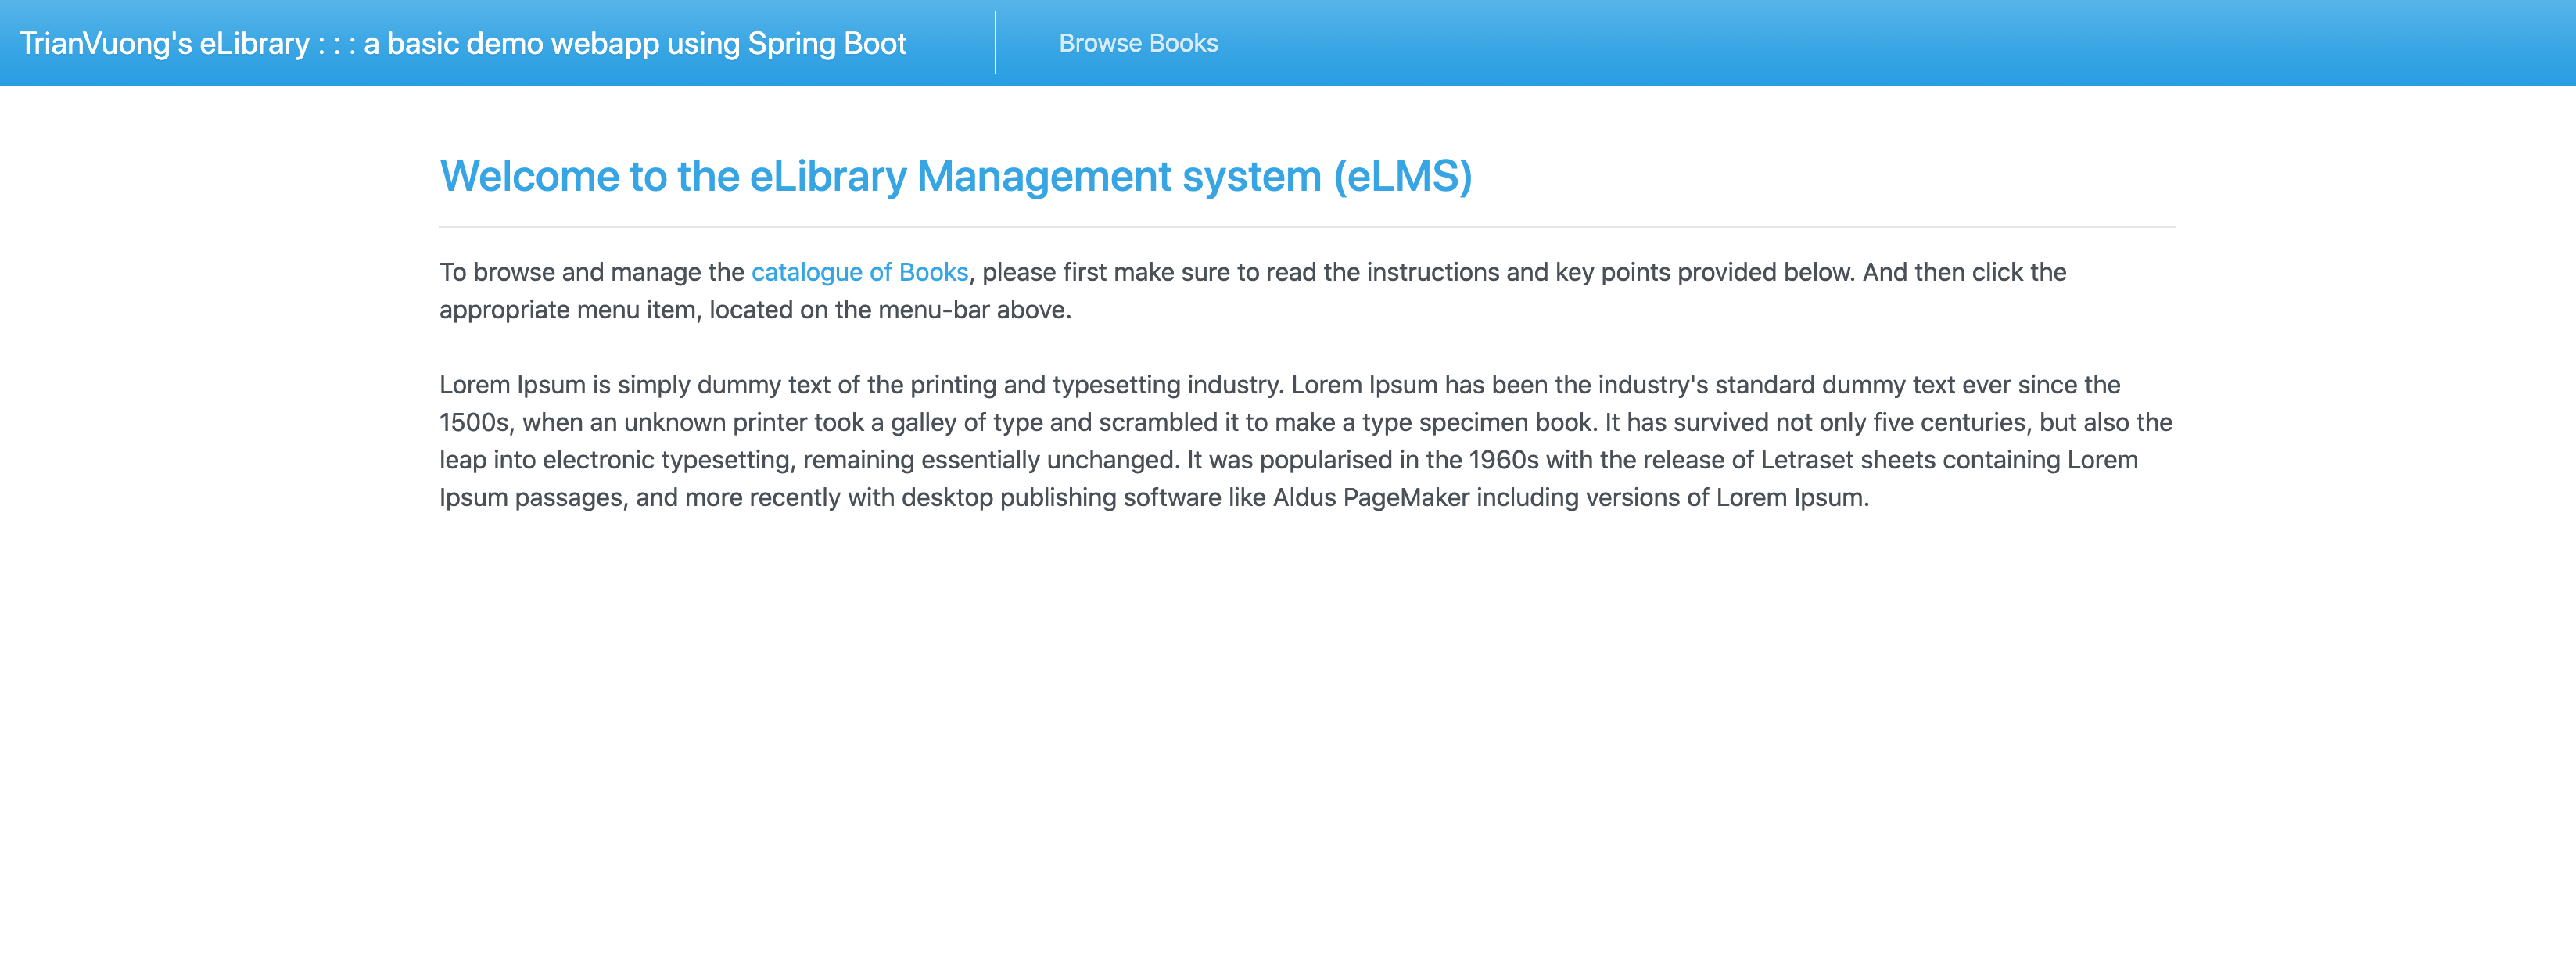 TrianVuong's eLibrary : : : a basic demo webapp using Spring Boot
Browse Books
Welcome to the eLibrary Management system (eLMS)
To browse and manage the catalogue of Books, please first make sure to read the instructions and key points provided below. And then click the
appropriate menu item, located on the menu-bar above.
Lorem Ipsum is simply dummy text of the printing and typesetting industry. Lorem Ipsum has been the industry's standard dummy text ever since the
1500s, when an unknown printer took a galley of type and scrambled it to make a type specimen book. It has survived not only five centuries, but also the
leap into electronic typesetting, remaining essentially unchanged. It was popularised in the 1960s with the release of Letraset sheets containing Lorem
Ipsum passages, and more recently with desktop publishing software like Aldus PageMaker including versions of Lorem Ipsum.